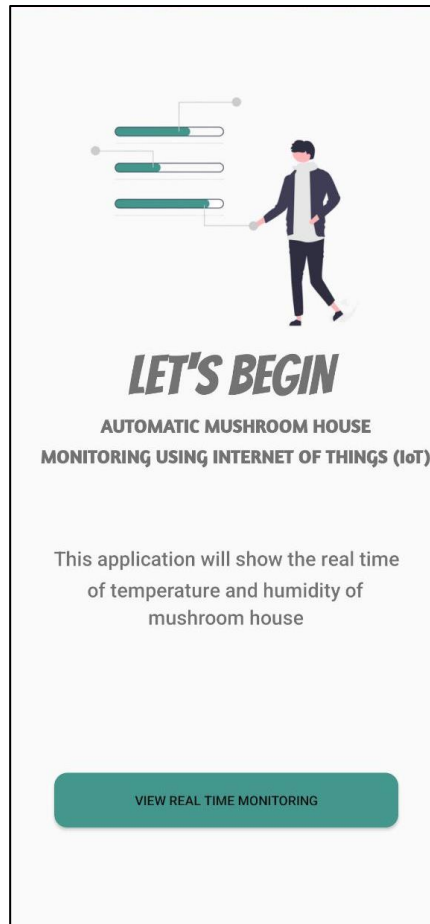 LET'S BEGIN
AUTOMATIC MUSHROOM HOUSE
MONITORING USING INTERNET OF THINGS (IoT)
This application will show the real time
of temperature and humidity of
mushroom house
VIEW REAL TIME MONITORING